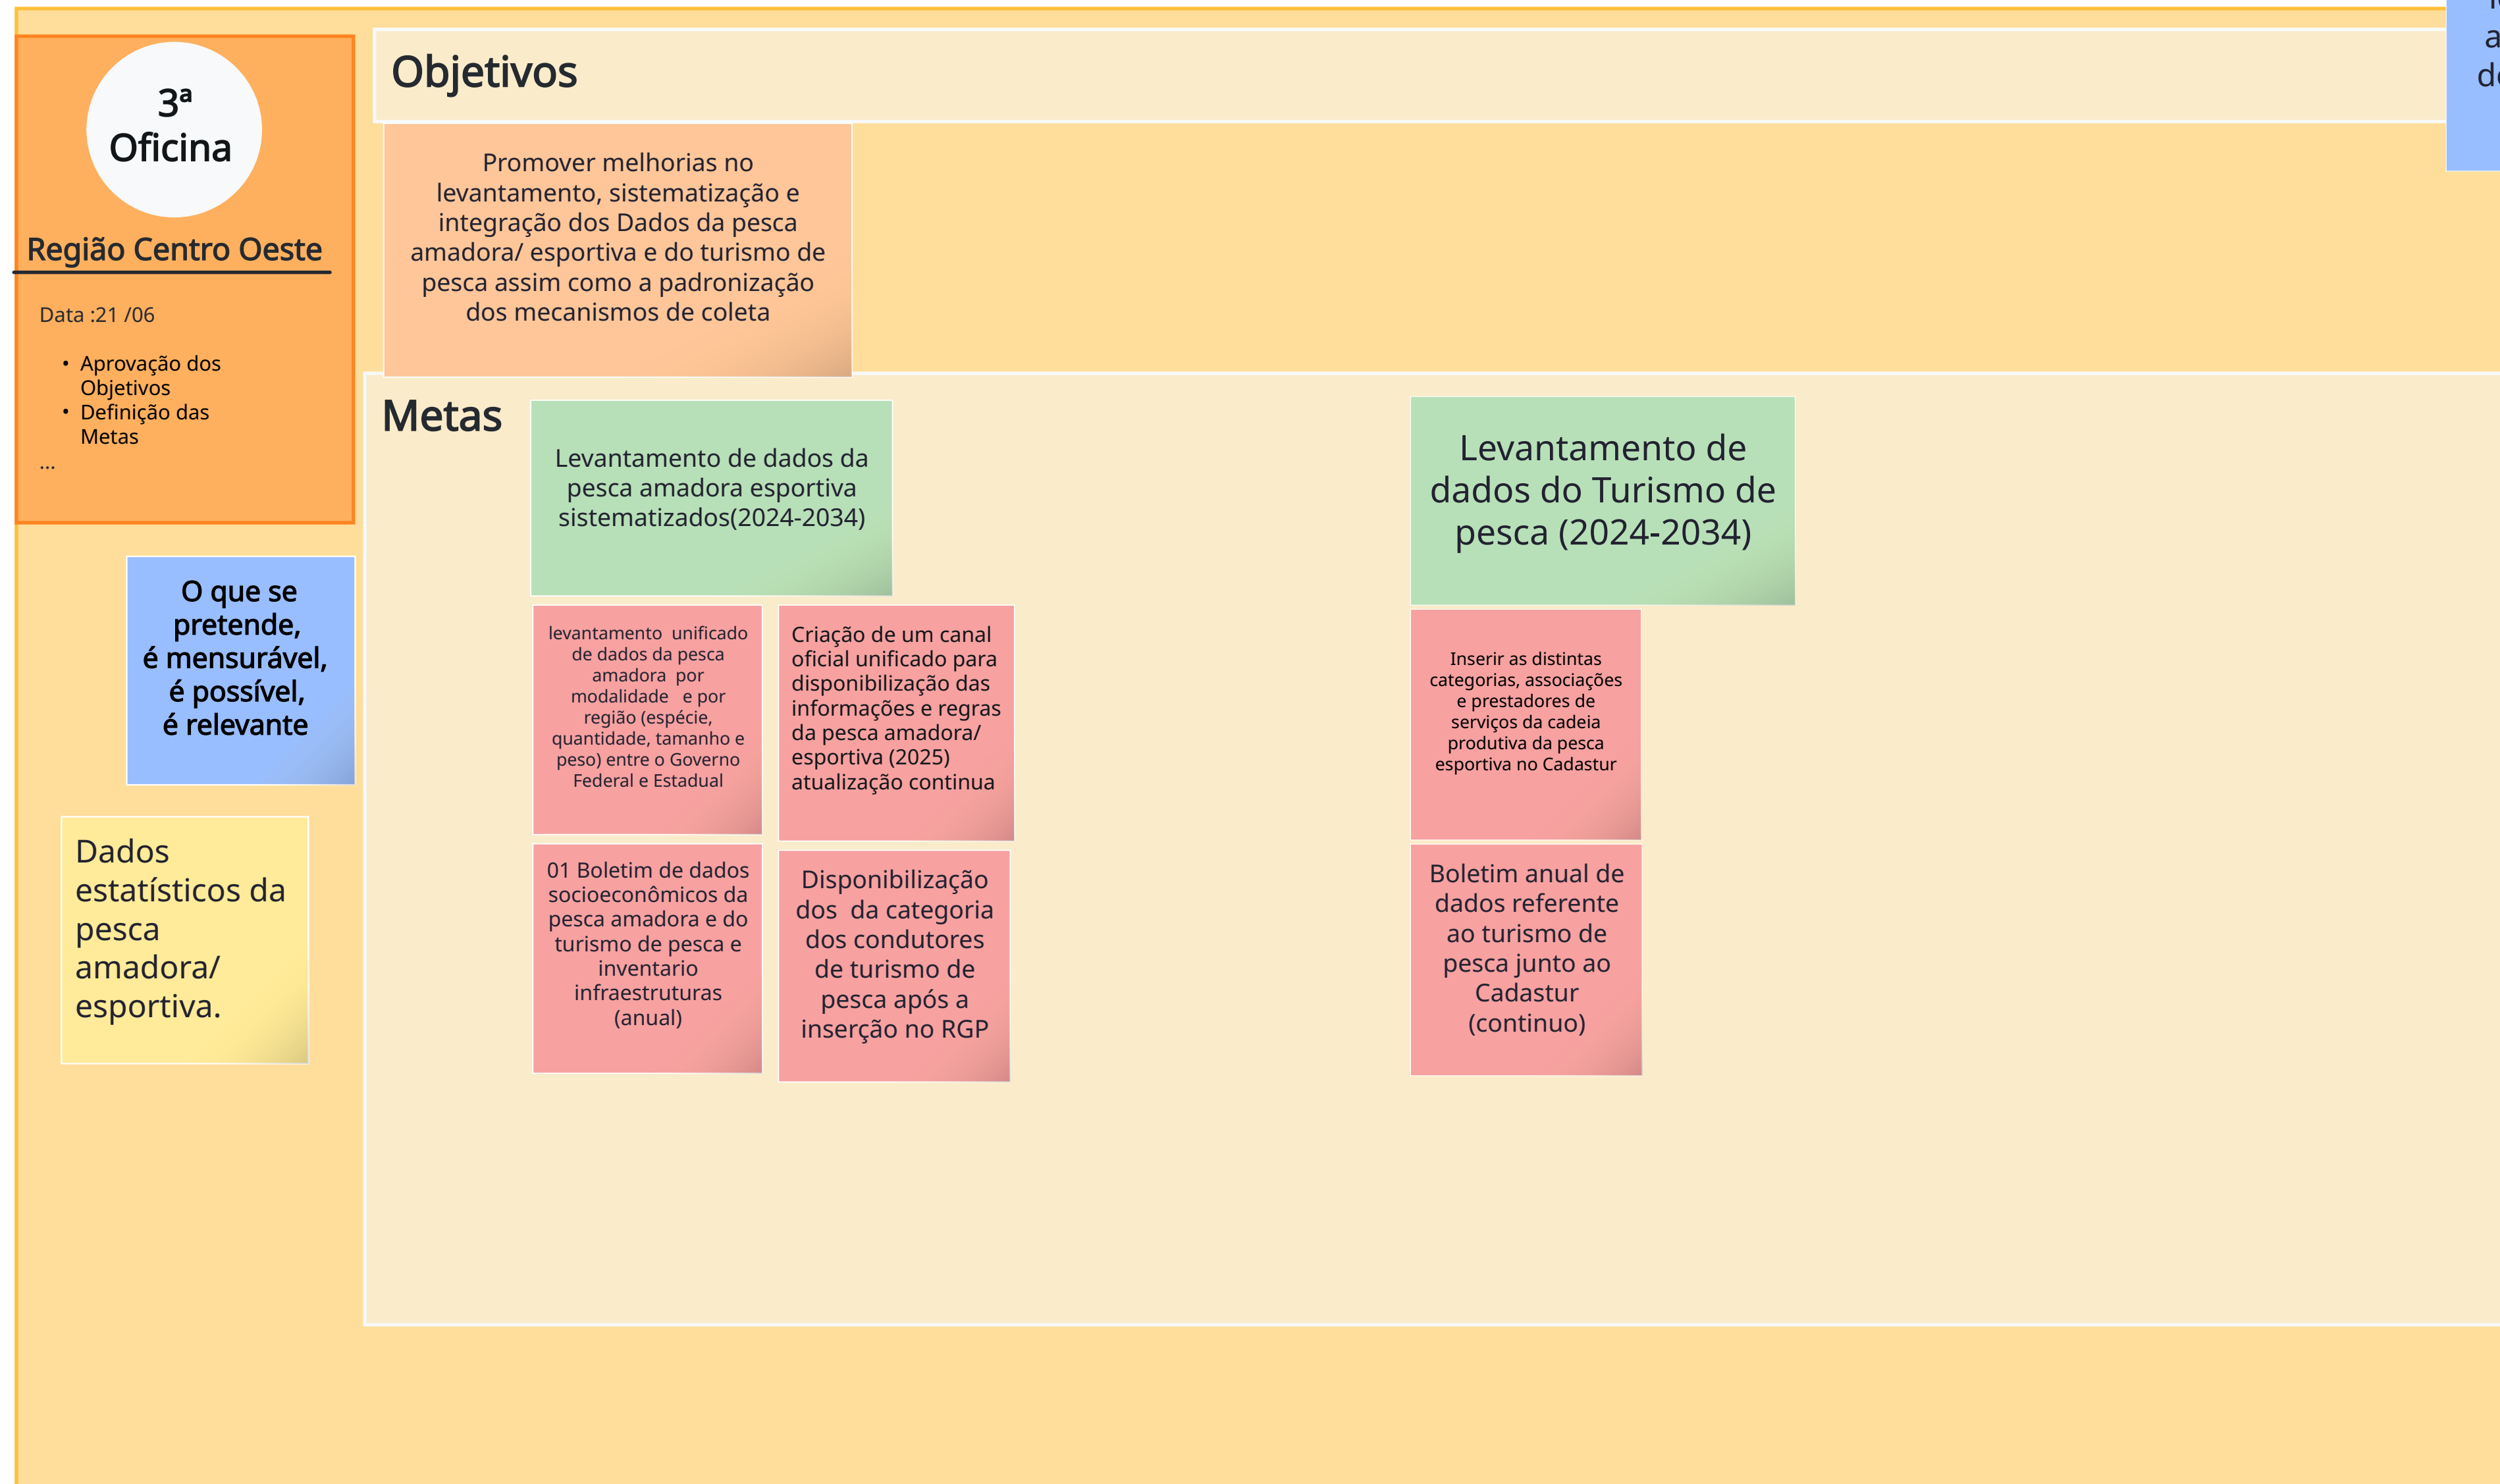 3ª
Oficina
Região Centro Oeste
Data :21 /06
• Aprovação dos
Objetivos
• Definição das
Metas
...
O que se
pretende,
é mensurável,
é possível,
é relevante
Dados
estatísticos da
pesca
amadora/
esportiva.
Objetivos
Promover melhorias no
levantamento, sistematização e
integração dos Dados da pesca
amadora/ esportiva e do turismo de
pesca assim como a padronização
dos mecanismos de coleta
Metas
Levantamento de dados da
pesca amadora esportiva
sistematizados(2024-2034)
levantamento unificado
de dados da pesca
amadora por
modalidade e por
região (espécie,
quantidade, tamanho e
peso) entre o Governo
Federal e Estadual
Criação de um canal
oficial unificado para
disponibilização das
informações e regras
da pesca amadora/
esportiva (2025)
atualização continua
01 Boletim de dados
socioeconômicos da
pesca amadora e do
turismo de pesca e
inventario
infraestruturas
(anual)
Disponibilização
dos da categoria
dos condutores
de turismo de
pesca após a
inserção no RGP
Levantamento de
dados do Turismo de
pesca (2024-2034)
Inserir as distintas
categorias, associações
e prestadores de
serviços da cadeia
produtiva da pesca
esportiva no Cadastur
Boletim anual de
dados referente
ao turismo de
pesca junto ao
Cadastur
(continuo)